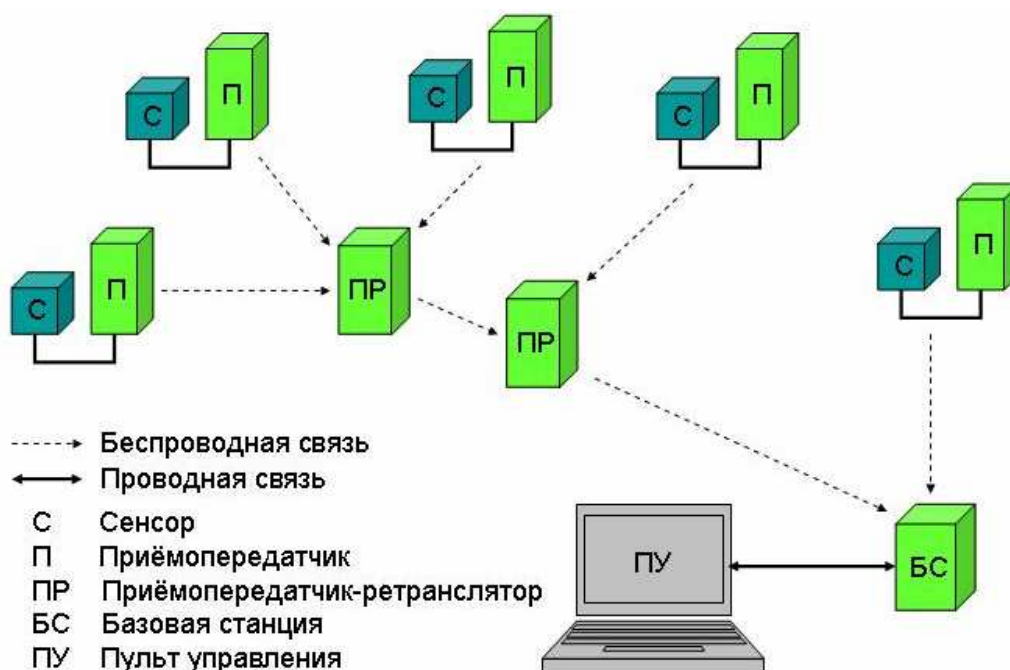 С П
С П
С П
С П
С П
ПР
ПР
Беспроводная связь
Проводная связь
С Сенсор
П Приёмопередатчик
ПР Приёмопередатчик-ретранслятор
БС Базовая станция
ПУ Пульт управления
ПУ
БС